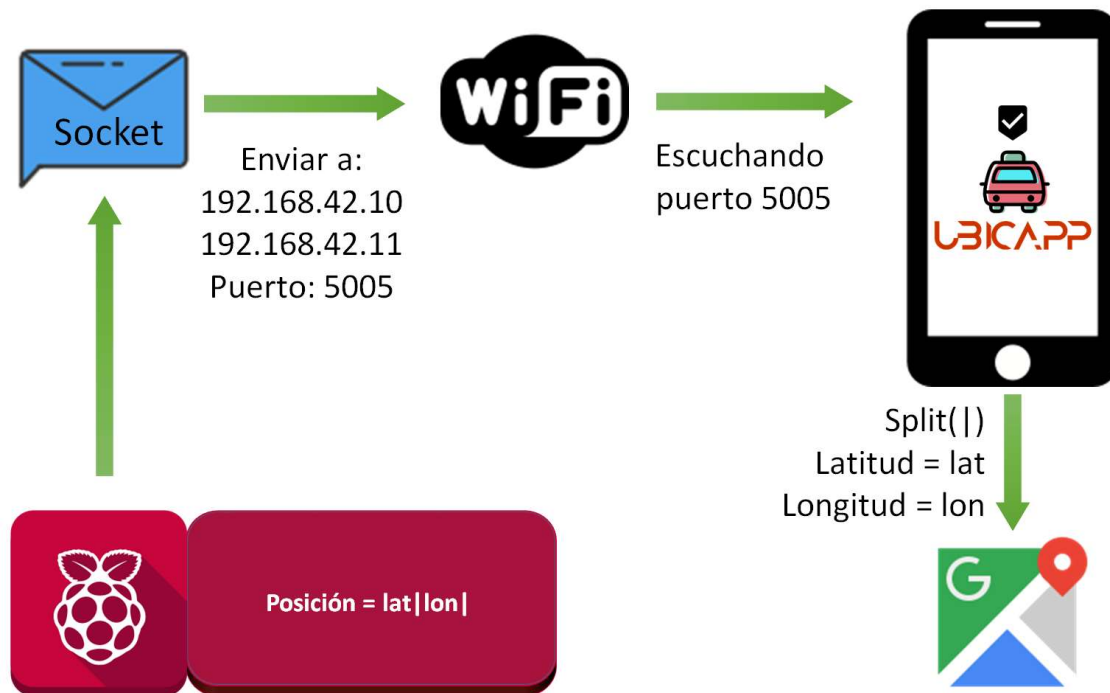 Socket
Enviar a:
192.168.42.10
192.168.42.11
Puerto: 5005
WiFi
Escuchando
puerto 5005
UBICAPP
Split(|)
Latitud = lat
Longitud = lon
Posición = lat|lon|
G